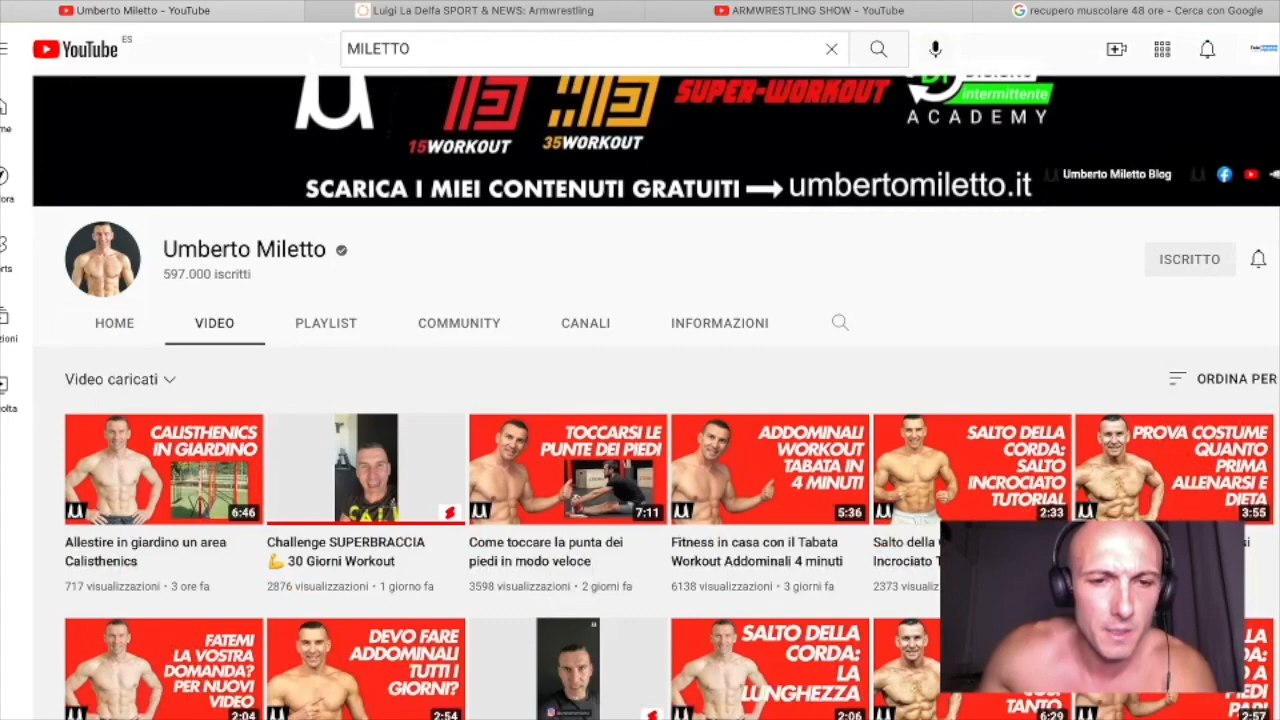 Umberto Miletto - YouTube
Luigi La Delfa SPORT & NEWS: Armwrestling
ARMWRESTLING SHOW - YouTube
recupero muscolare 48 ore - Cerca con Google
YouTube ES
MILETTO
15WORKOUT
35WORKOUT
SUPER-WORKOUT
intermittente
ACADEMY
SCARICA I MIEI CONTENUTI GRATUITI
umbertomiletto.it
Umberto Miletto Blog
Umberto Miletto
597.000 iscritti
ISCRITTO
HOME
VIDEO
PLAYLIST
COMMUNITY
CANALI
INFORMAZIONI
Video caricati
ORDINA PER
CALISTHENICS
IN GIARDINO
6:46
TOCCARSI LE
PUNTE DEI PIEDI
7:11
ADDOMINALI
WORKOUT
TABATA IN
4 MINUTI
5:36
SALTO DELLA
CORDA:
SALTO
INCROCIATO
TUTORIAL
2:33
PROVA COSTUME
QUANTO
PRIMA
ALLENARSI E
DIETA
3:55
Allestire in giardino un area
Calisthenics
717 visualizzazioni • 3 ore fa
Challenge SUPERBRACCIA
💪 30 Giorni Workout
2876 visualizzazioni • 1 giorno fa
Come toccare la punta dei
piedi in modo veloce
3598 visualizzazioni • 2 giorni fa
Fitness in casa con il Tabata
Workout Addominali 4 minuti
6138 visualizzazioni • 3 giorni fa
Salto della
Incrociato
2373
FATEMI
LA VOSTRA
DOMANDA?
PER NUOVI
VIDEO
2:04
DEVO FARE
ADDOMINALI
TUTTI I
GIORNI?
2:54
SALTO DELLA
CORDA:
LA
LUNGHEZZA
2:06
TANTO
6:29
2:57